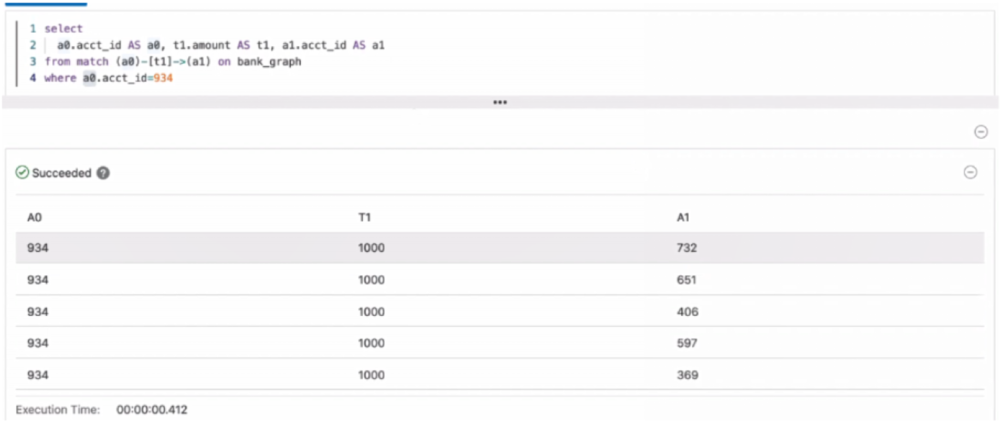 1 select
2 a0.acct_id AS a0, t1.amount AS t1, a1.acct_id AS a1
3 from match (a0)-[t1]->(a1) on bank_graph
4 where a0.acct_id=934
Succeeded
A0 T1 A1
934 1000 732
934 1000 651
934 1000 406
934 1000 597
934 1000 369
Execution Time: 00:00:00.412